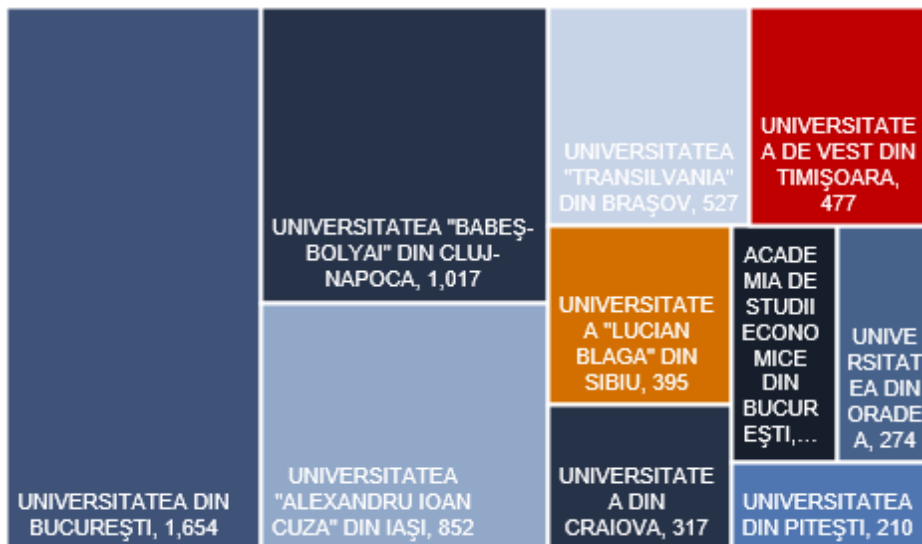 UNIVERSITATEA DIN
BUCUREŞTI, 1,654
UNIVERSITATEA "BABEŞ-
BOLYAI" DIN CLUJ-
NAPOCA, 1,017
UNIVERSITATEA
"ALEXANDRU IOAN
CUZA" DIN IAŞI, 852
UNIVERSITATEA
"TRANSILVANIA"
DIN BRAŞOV, 527
UNIVERSITATE
A DE VEST DIN
TIMIŞOARA,
477
UNIVERSITATE
A "LUCIAN
BLAGA" DIN
SIBIU, 395
UNIVERSITATE
A DIN
CRAIOVA, 317
ACADE
MIA DE
STUDII
ECONO
MICE
DIN
BUCUR
EŞTI,...
UNIVE
RSITAT
EA DIN
ORADE
A, 274
UNIVERSITATEA
DIN PITEŞTI, 210